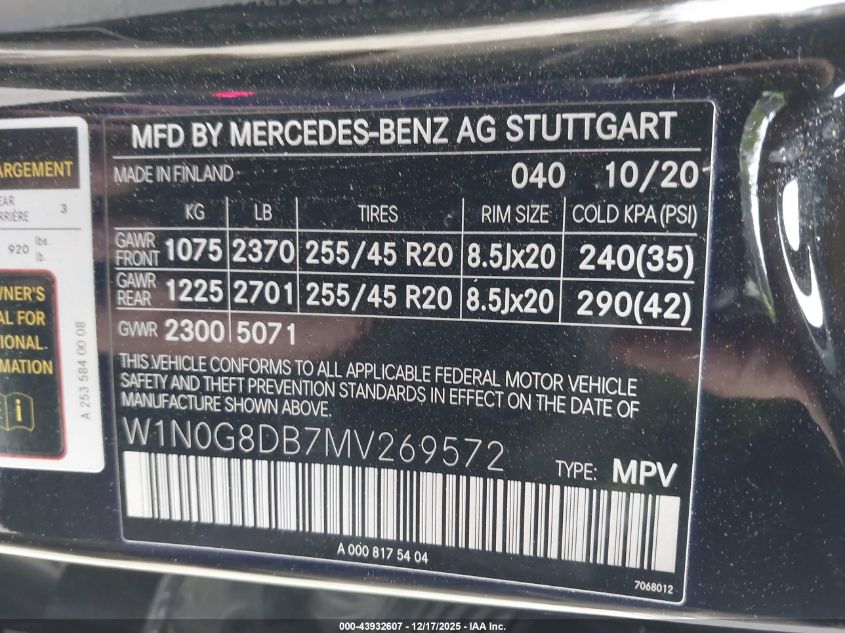 ARGEMENT
3
920 lbs.
lb.
WNER'S
AL FOR
IONAL.
RMATION
i
A 253 584 00 08
MFD BY MERCEDES-BENZ AG STUTTGART
MADE IN FINLAND 040 10/20
KG LB TIRES RIM SIZE COLD KPA (PSI)
GAWR FRONT 1075 2370 255/45 R20 8.5Jx20 240(35)
GAWR REAR 1225 2701 255/45 R20 8.5Jx20 290(42)
GVWR 2300 5071
THIS VEHICLE CONFORMS TO ALL APPLICABLE FEDERAL MOTOR VEHICLE
SAFETY AND THEFT PREVENTION STANDARDS IN EFFECT ON THE DATE OF
MANUFACTURE SHOWN ABOVE.
W1N0G8DB7MV269572
TYPE: MPV
A 000 817 54 04
7068012
000-43932607 - 12/17/2025 - IAA Inc.